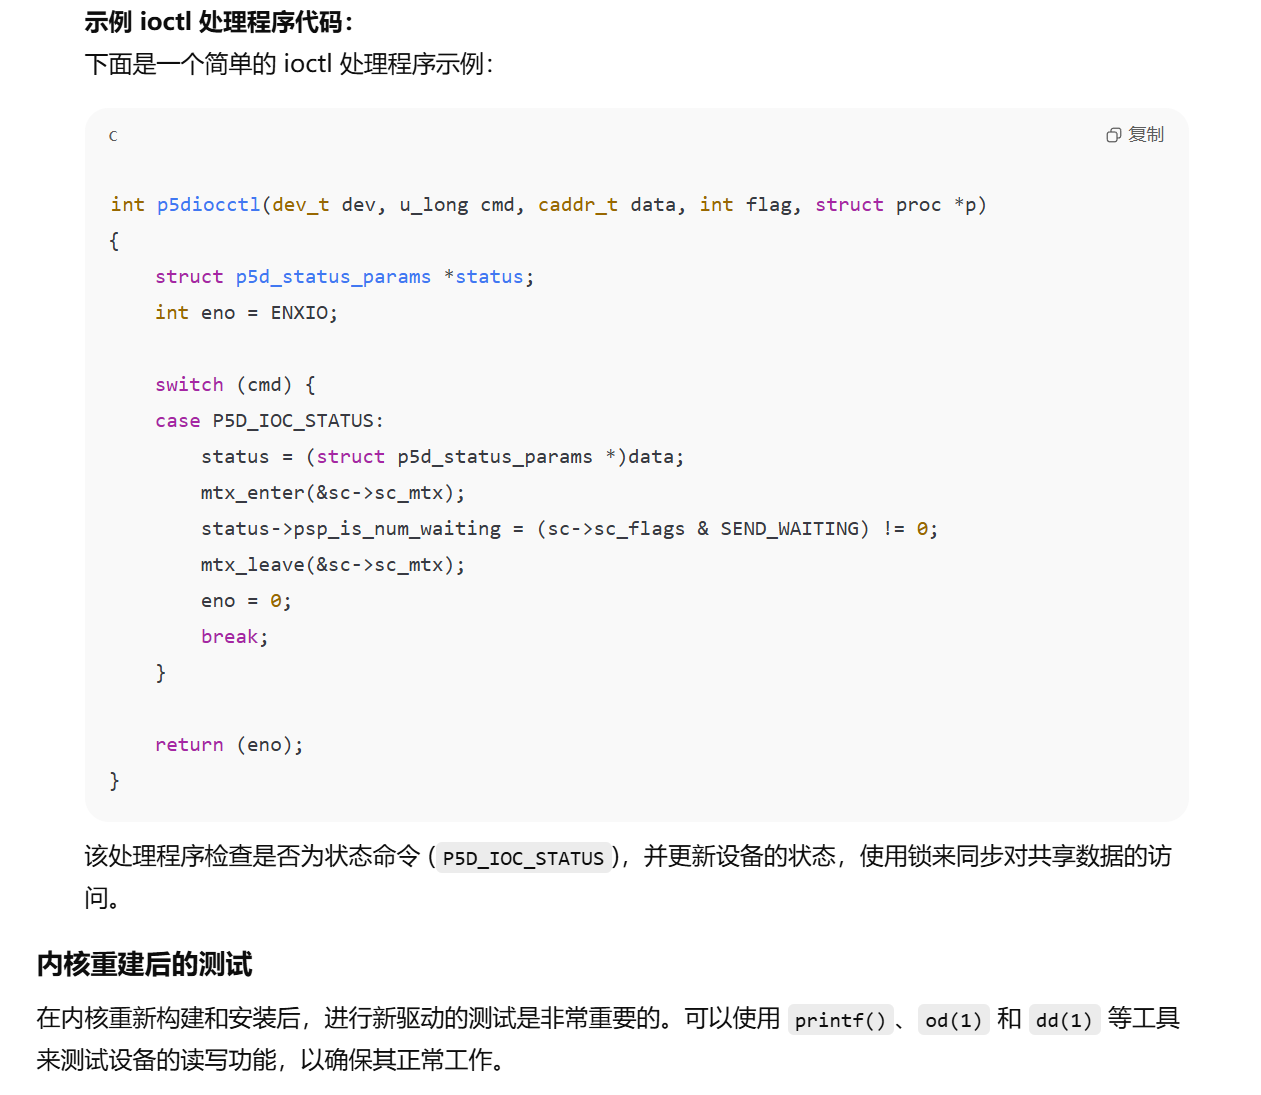 示例 ioctl 处理程序代码：
下面是一个简单的 ioctl 处理程序示例：
c
复制
int p5diocctl(dev_t dev, u_long cmd, caddr_t data, int flag, struct proc *p)
{
    struct p5d_status_params *status;
    int eno = ENXIO;

    switch (cmd) {
    case P5D_IOC_STATUS:
        status = (struct p5d_status_params *)data;
        mtx_enter(&sc->sc_mtx);
        status->psp_is_num_waiting = (sc->sc_flags & SEND_WAITING) != 0;
        mtx_leave(&sc->sc_mtx);
        eno = 0;
        break;
    }

    return (eno);
}
该处理程序检查是否为状态命令 (P5D_IOC_STATUS)，并更新设备的状态，使用锁来同步对共享数据的访
问。
内核重建后的测试
在内核重新构建和安装后，进行新驱动的测试是非常重要的。可以使用 printf()、od(1) 和 dd(1) 等工具
来测试设备的读写功能，以确保其正常工作。